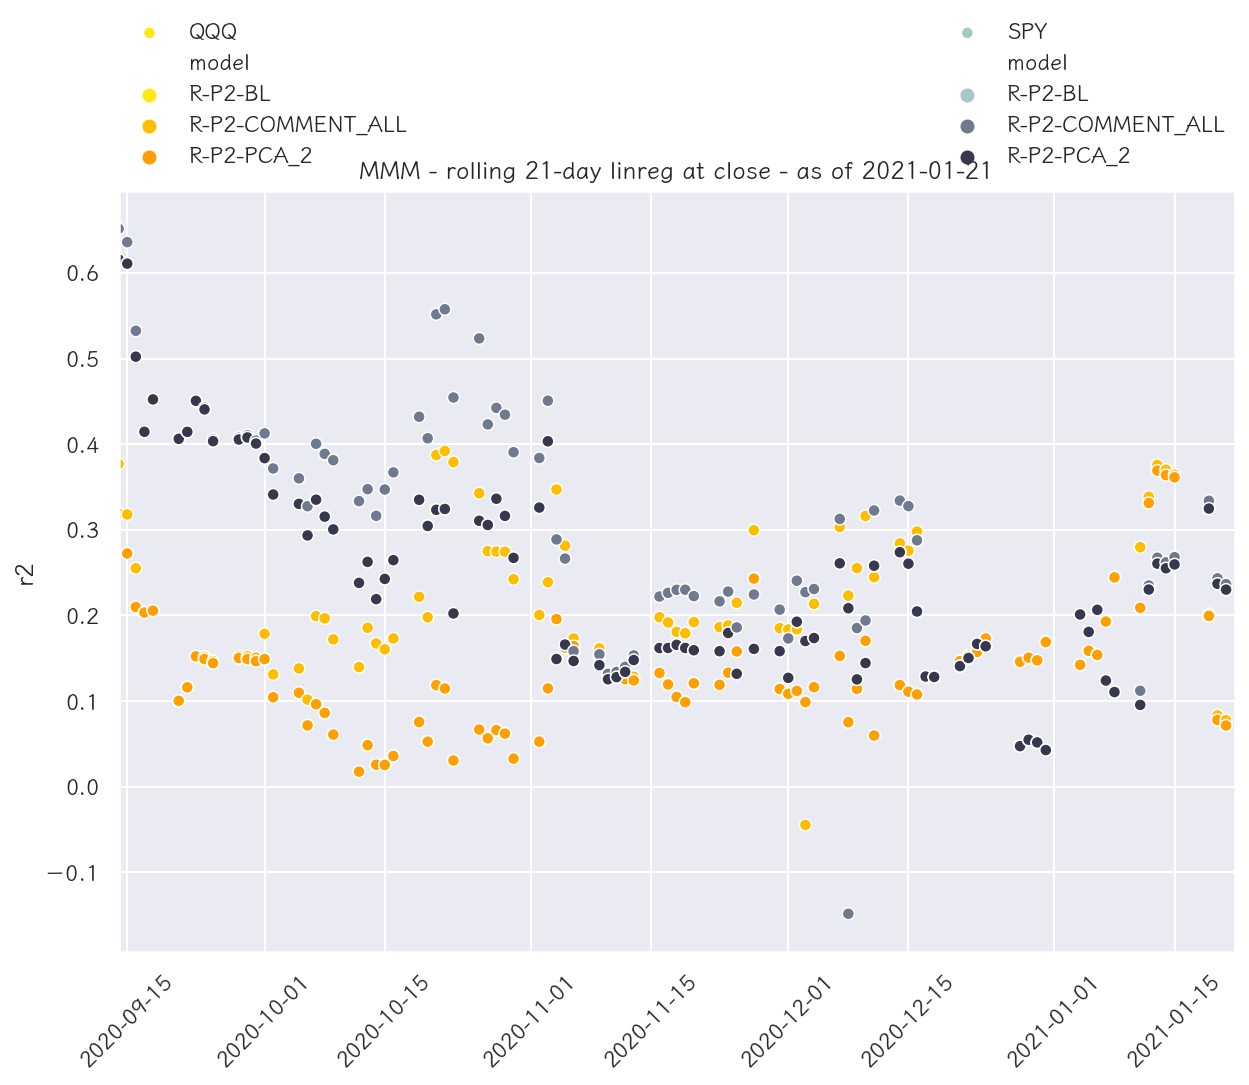 QQQ
model
R-P2-BL
R-P2-COMMENT_ALL
R-P2-PCA_2
SPY
model
R-P2-BL
R-P2-COMMENT_ALL
R-P2-PCA_2
MMM - rolling 21-day linreg at close - as of 2021-01-21
0.6
0.5
0.4
0.3
0.2
0.1
0.0
−0.1
r2
2020-09-15
2020-10-01
2020-10-15
2020-11-01
2020-11-15
2020-12-01
2020-12-15
2021-01-01
2021-01-15